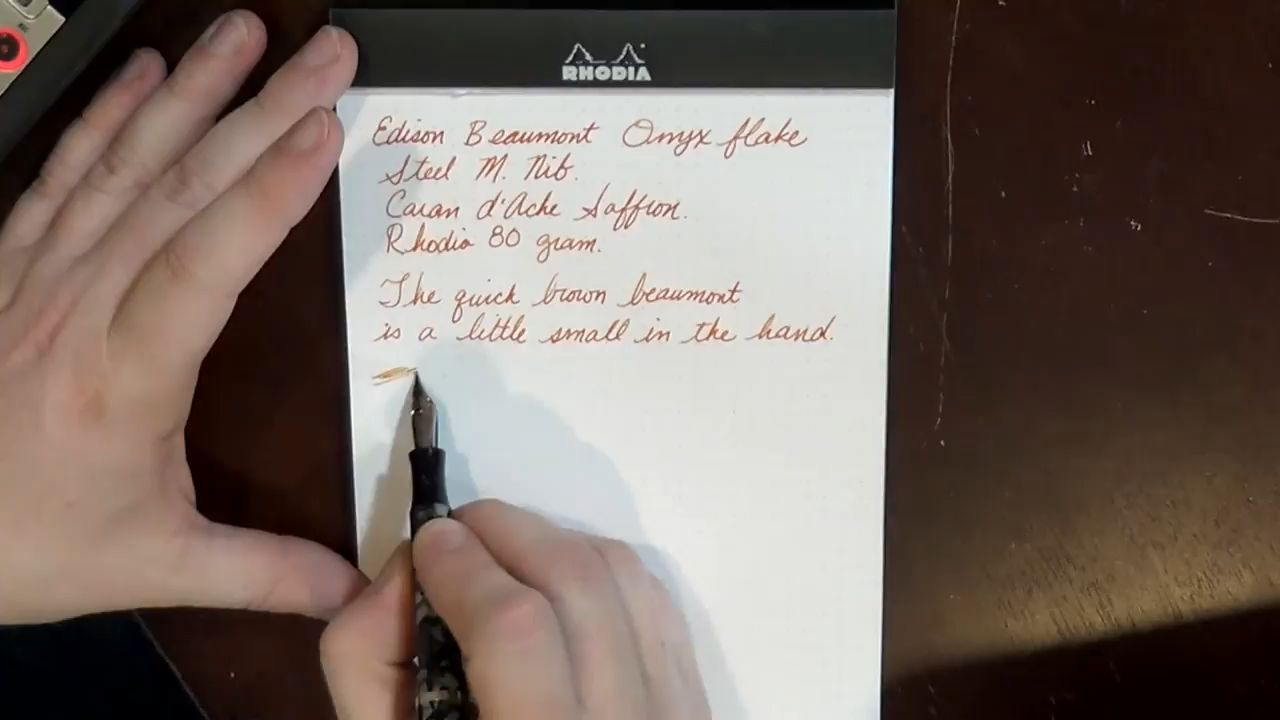 RHODIA
Edison Beaumont Onyx flake
Steel M. Nib.
Caran d'Ache Saffron.
Rhodia 80 gram.
The quick brown beaumont
is a little small in the hand.